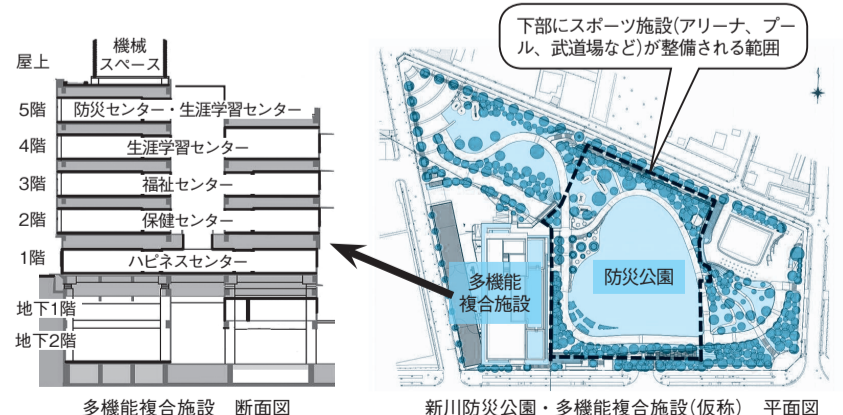 下部にスポーツ施設(アリーナ、プー
ル、武道場など)が整備される範囲
機械
スペース
屋上
5階
防災センター・生涯学習センター
4階
生涯学習センター
3階
福祉センター
2階
保健センター
1階
ハピネスセンター
地下1階
地下2階
多機能
複合施設
防災公園
多機能複合施設 断面図
新川防災公園・多機能複合施設(仮称) 平面図